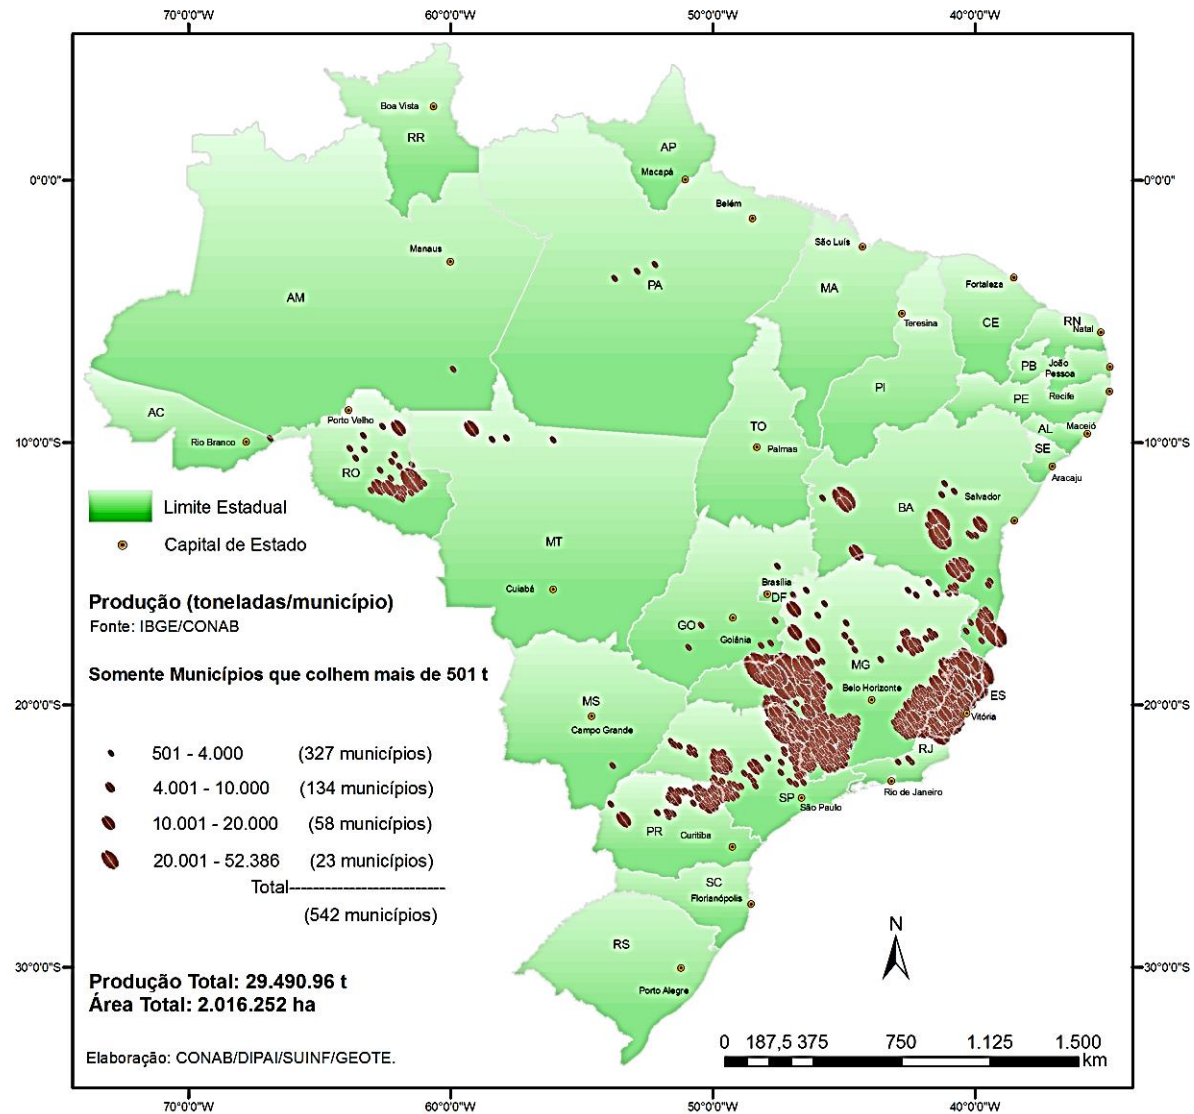 70°0'0"W 60°0'0"W 50°0'0"W 40°0'0"W
Boa Vista
RR
AP
Macapá
0°0'0" 0°0'0"
Belém
São Luís
Manaus
Fortaleza
PA
MA
AM
CE
RN
Teresina
Natal
PB
João
Pessoa
PI
PE
Recife
AC
Porto Velho
TO
AL
Maceió
Rio Branco
10°0'0"S 10°0'0"S
Palmas
SE
RO
Aracaju
Salvador
BA
Limite Estadual
Capital de Estado
MT
Cuiabá
Brasília
DF
Produção (toneladas/município)
Fonte: IBGE/CONAB
GO
Goiânia
MG
Somente Municípios que colhem mais de 501 t
Belo Horizonte
ES
MS
20°0'0"S 20°0'0"S
Vitória
Campo Grande
RJ
501 - 4.000 (327 municípios)
4.001 - 10.000 (134 municípios)
Rio de Janeiro
SP
São Paulo
10.001 - 20.000 (58 municípios)
PR
Curitiba
20.001 - 52.386 (23 municípios)
Total--------------------------
(542 municípios)
SC
Florianópolis
N
RS
30°0'0"S 30°0'0"S
Produção Total: 29.490.96 t
Área Total: 2.016.252 ha
Porto Alegre
0 187,5 375 750 1.125 1.500
km
Elaboração: CONAB/DIPAI/SUINF/GEOTE.
70°0'0"W 60°0'0"W 50°0'0"W 40°0'0"W